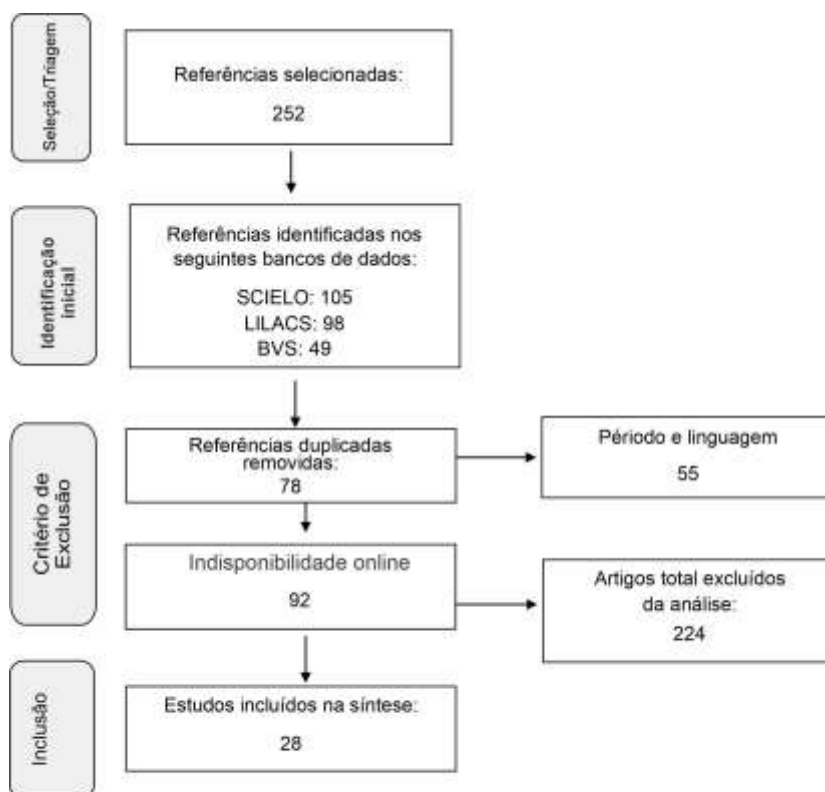 Seleção/Triagem
Referências selecionadas:
252
Identificação
inicial
Referências identificadas nos
seguintes bancos de dados:
SCIELO: 105
LILACS: 98
BVS: 49
Critério de
Exclusão
Referências duplicadas
removidas:
78
Périodo e linguagem
55
Indisponibilidade online
92
Artigos total excluídos
da análise:
224
Inclusão
Estudos incluídos na síntese:
28